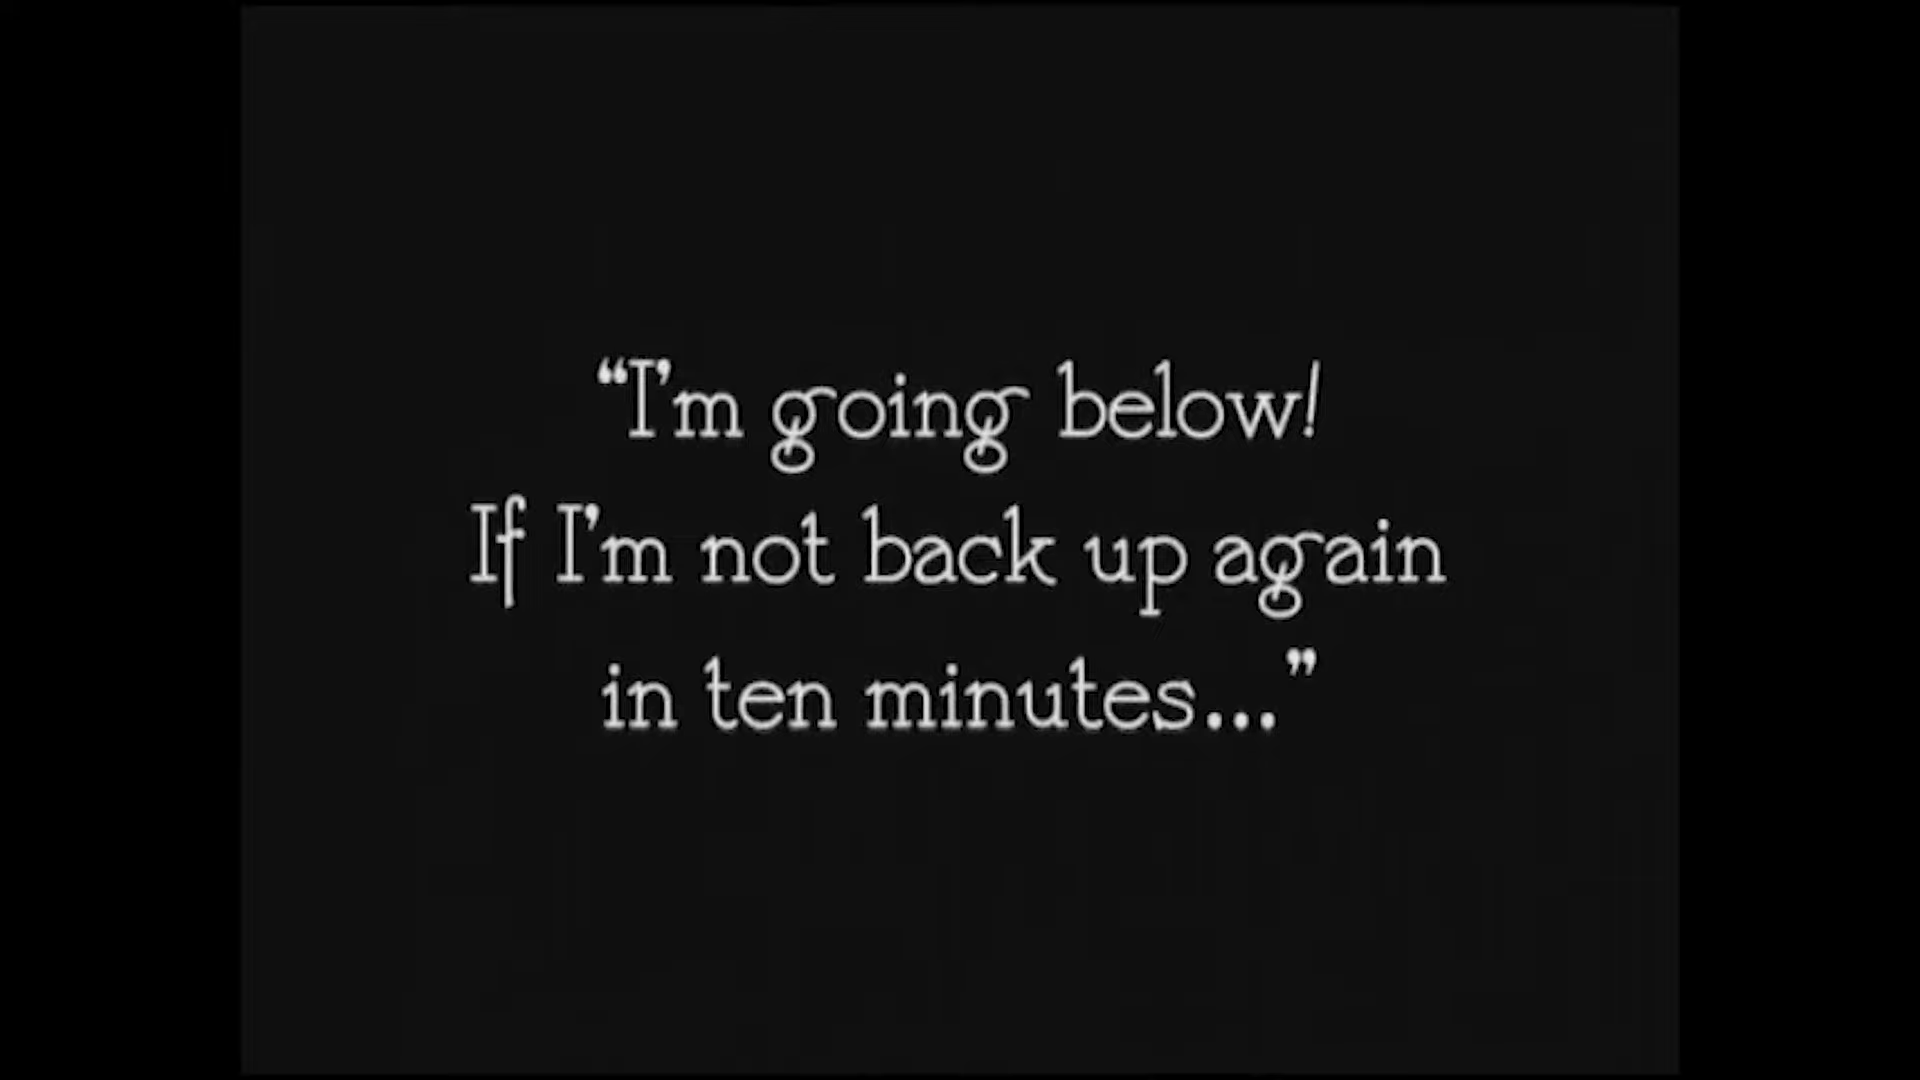 “I’m going below!
If I’m not back up again
in ten minutes...”